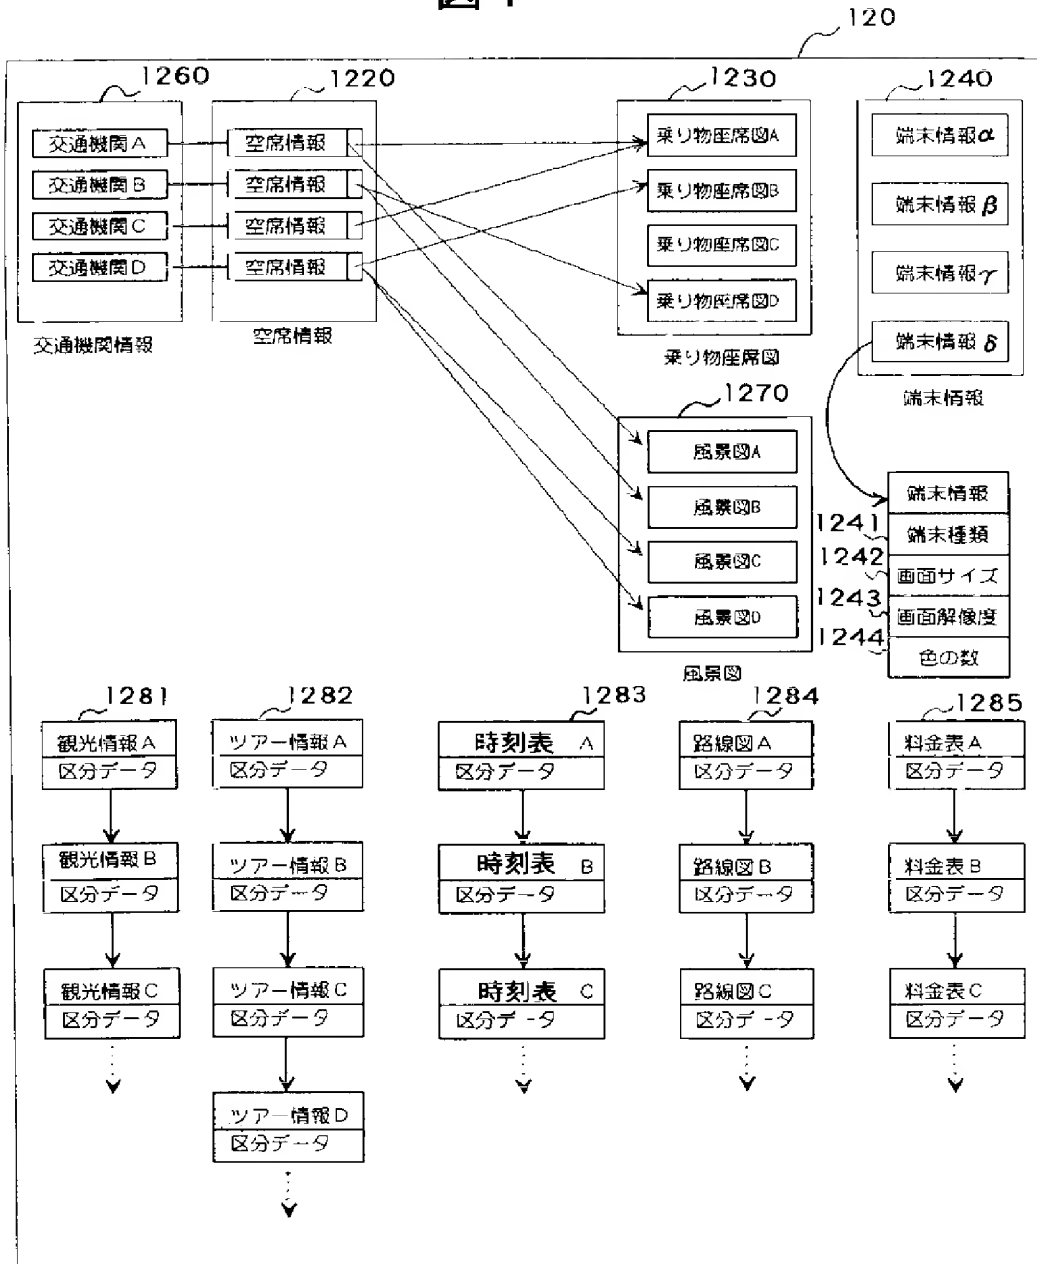 120
1260
1220
1230
1240
交通機関A
交通機関B
交通機関C
交通機関D
交通機関情報
空席情報
空席情報
空席情報
空席情報
空席情報
乗り物座席図A
乗り物座席図B
乗り物座席図C
乗り物座席図D
乗り物座席図
端末情報α
端末情報β
端末情報γ
端末情報δ
端末情報
1270
風景図A
風景図B
風景図C
風景図D
風景図
端末情報
1241
端末種類
1242
画面サイズ
1243
画面解像度
1244
色の数
1281
観光情報A
区分データ
観光情報B
区分データ
観光情報C
区分データ
1282
ツアー情報A
区分データ
ツアー情報B
区分データ
ツアー情報C
区分データ
ツアー情報D
区分データ
1283
時刻表 A
区分データ
時刻表 B
区分データ
時刻表 C
区分データ
1284
路線図A
区分データ
路線図B
区分データ
路線図C
区分データ
1285
料金表A
区分データ
料金表B
区分データ
料金表C
区分データ